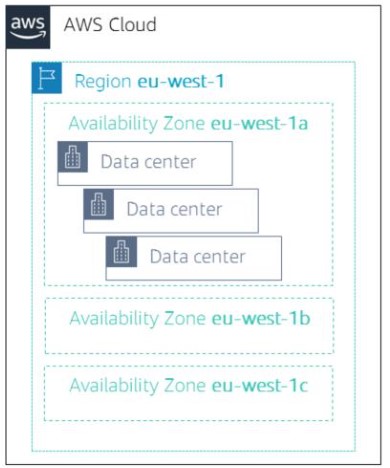 aws AWS Cloud
Region eu-west-1
Availability Zone eu-west-1a
Data center
Data center
Data center
Availability Zone eu-west-1b
Availability Zone eu-west-1c